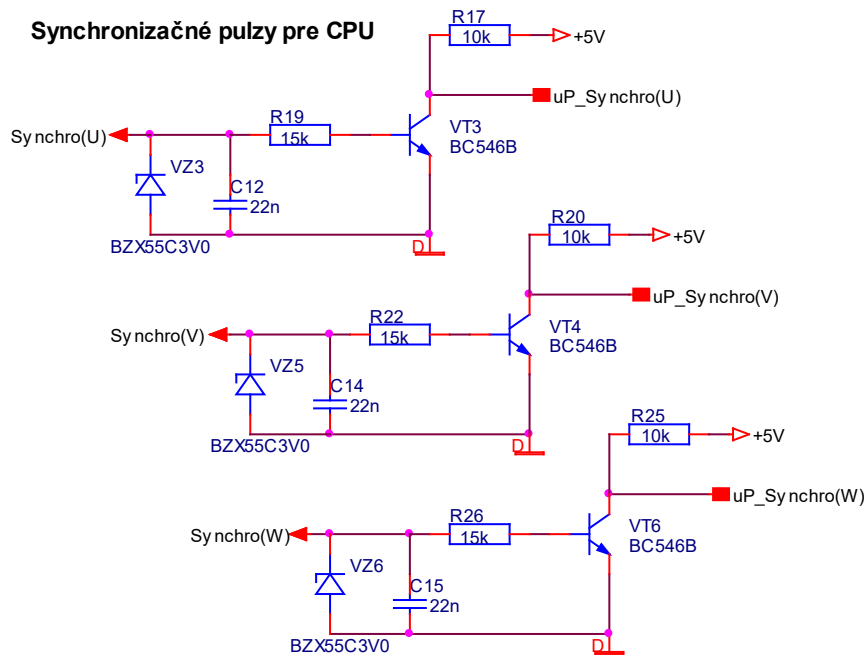 Synchronizačné pulzy pre CPU
R17
10k
+5V
uP_Synchro(U)
R19
15k
Synchro(U)
VT3
BC546B
VZ3
C12
22n
BZX55C3V0
D
R20
10k
+5V
uP_Synchro(V)
R22
15k
Synchro(V)
VT4
BC546B
VZ5
C14
22n
BZX55C3V0
D
R25
10k
+5V
uP_Synchro(W)
R26
15k
Synchro(W)
VT6
BC546B
VZ6
C15
22n
BZX55C3V0
D